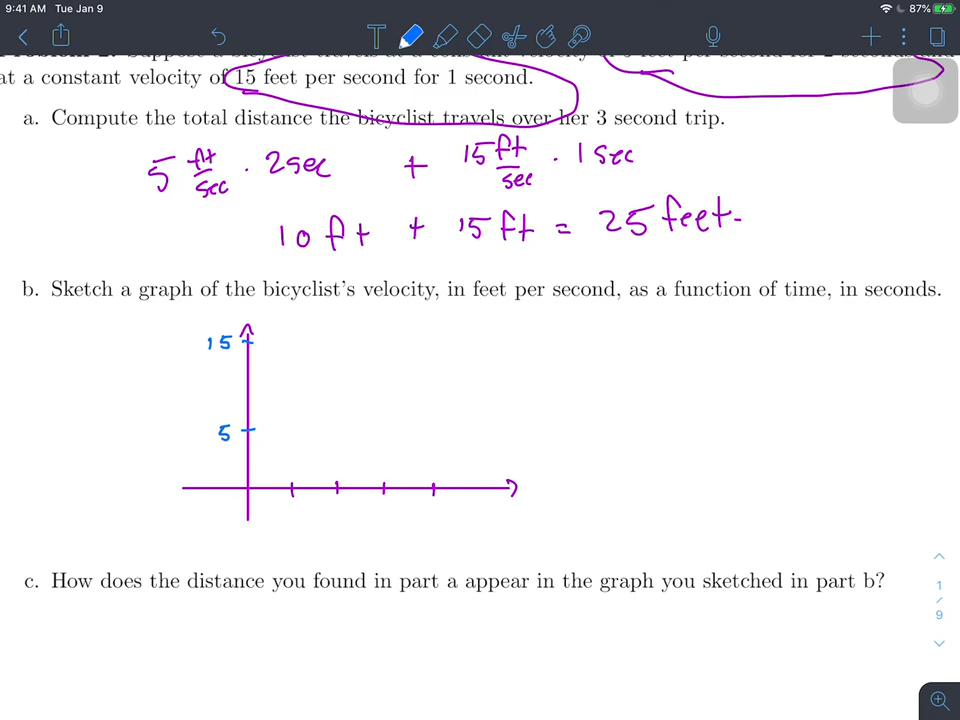 9:41 AM Tue Jan 9
87%
at a constant velocity of 15 feet per second for 1 second.
a. Compute the total distance the bicyclist travels over her 3 second trip.
5 ft/sec · 2sec + 15 ft/sec · 1 sec
10 ft + 15 ft = 25 feet.
b. Sketch a graph of the bicyclist's velocity, in feet per second, as a function of time, in seconds.
15
5
c. How does the distance you found in part a appear in the graph you sketched in part b?
1
/
9